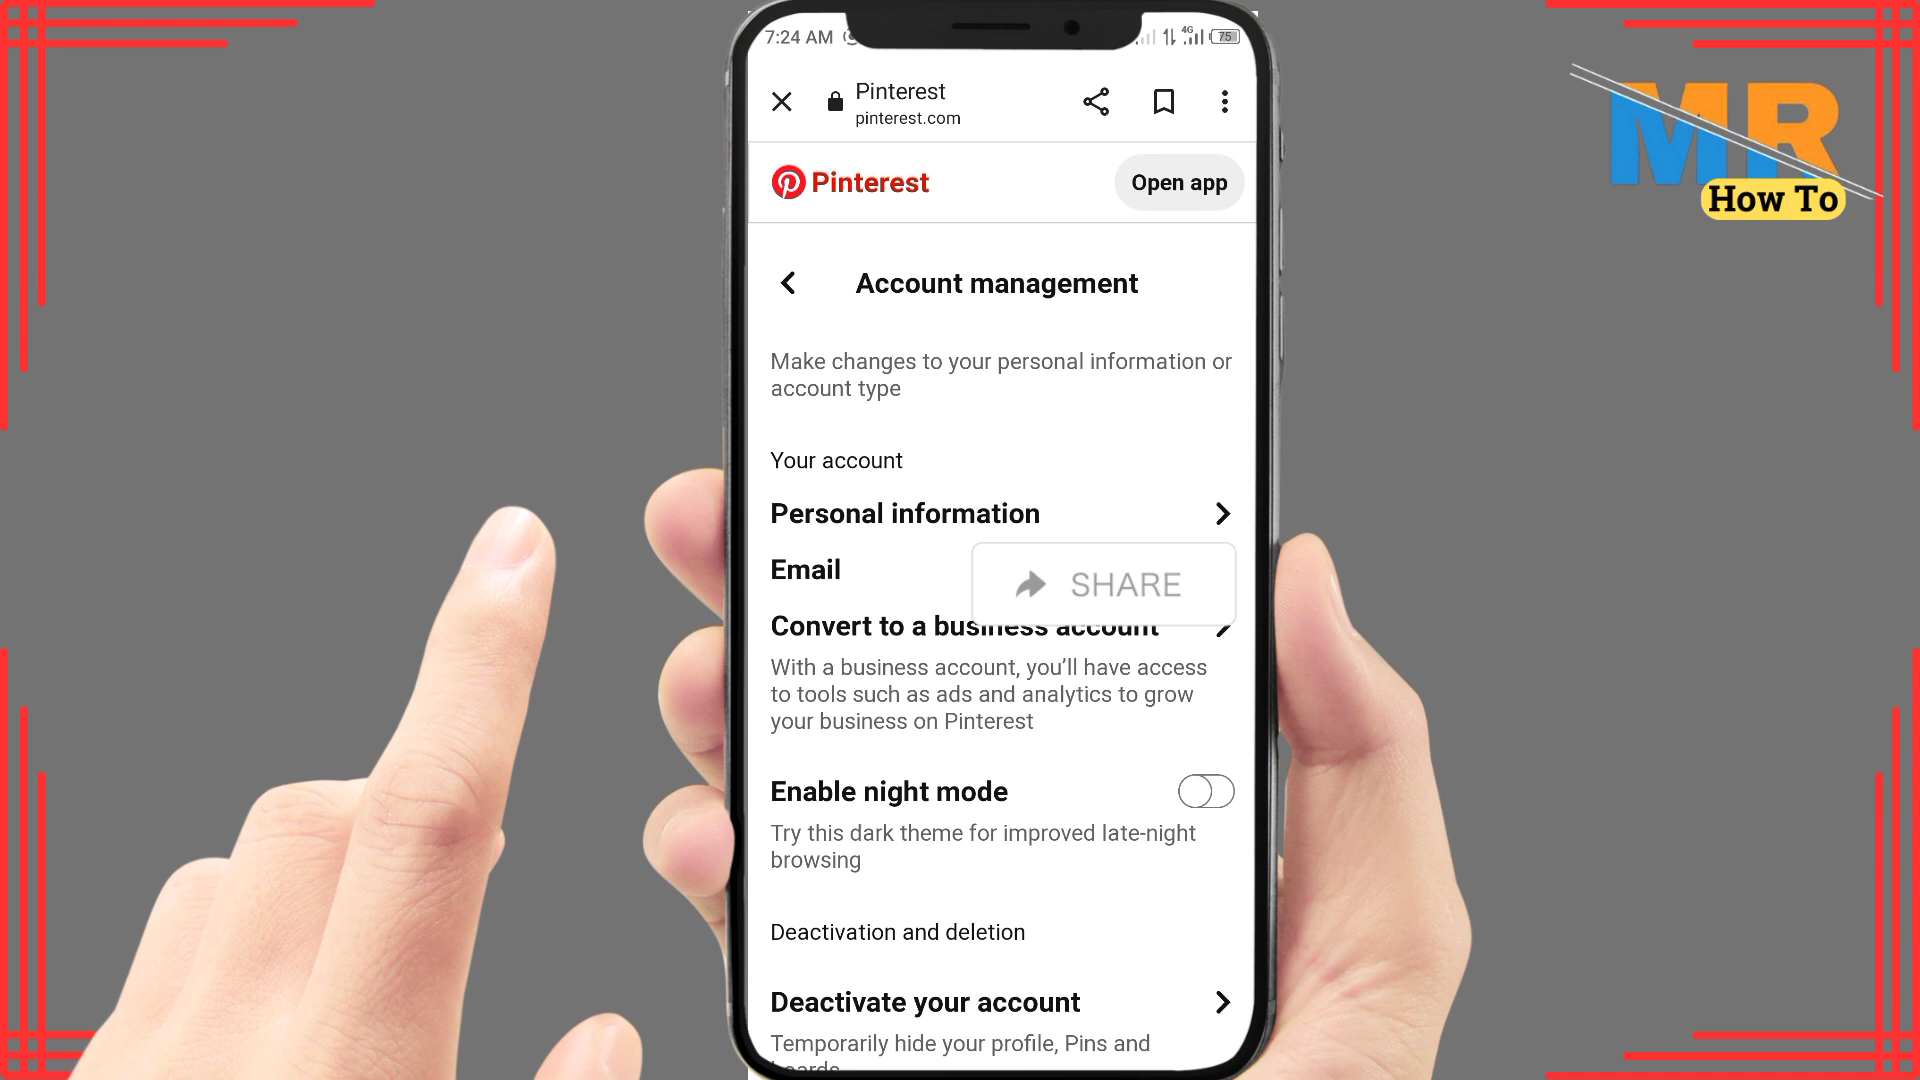 7:24 AM
4G
75
Pinterest
pinterest.com
Pinterest
Open app
MR
How To
Account management
Make changes to your personal information or
account type
Your account
Personal information
Email
SHARE
Convert to a business account
With a business account, you’ll have access
to tools such as ads and analytics to grow
your business on Pinterest
Enable night mode
Try this dark theme for improved late-night
browsing
Deactivation and deletion
Deactivate your account
Temporarily hide your profile, Pins and